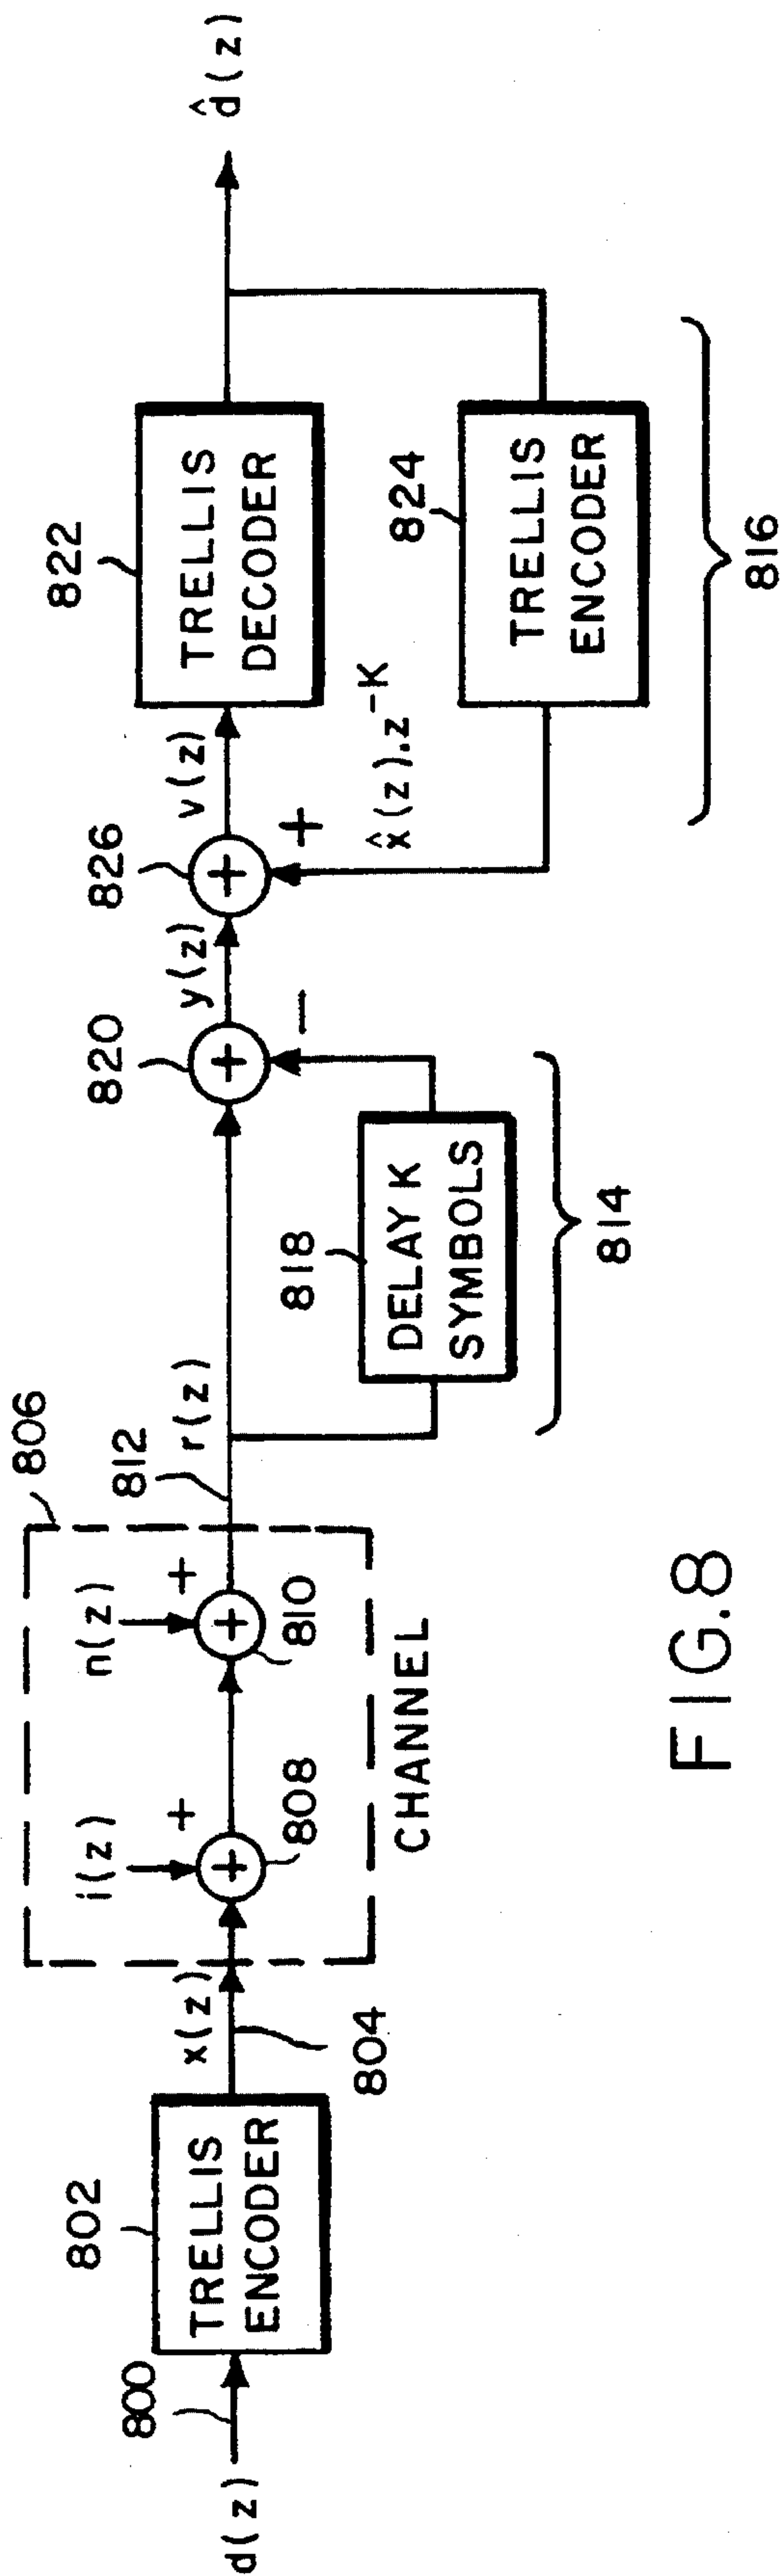 d(z)
800
802
TRELLIS
ENCODER
x(z)
804
i(z)
+
+
808
n(z)
+
+
810
806
CHANNEL
812
r(z)
818
DELAY K
SYMBOLS
814
820
+
−
y(z)
826
+
+
v(z)
x̂(z).z⁻ᴷ
822
TRELLIS
DECODER
824
TRELLIS
ENCODER
816
d̂(z)
FIG.8